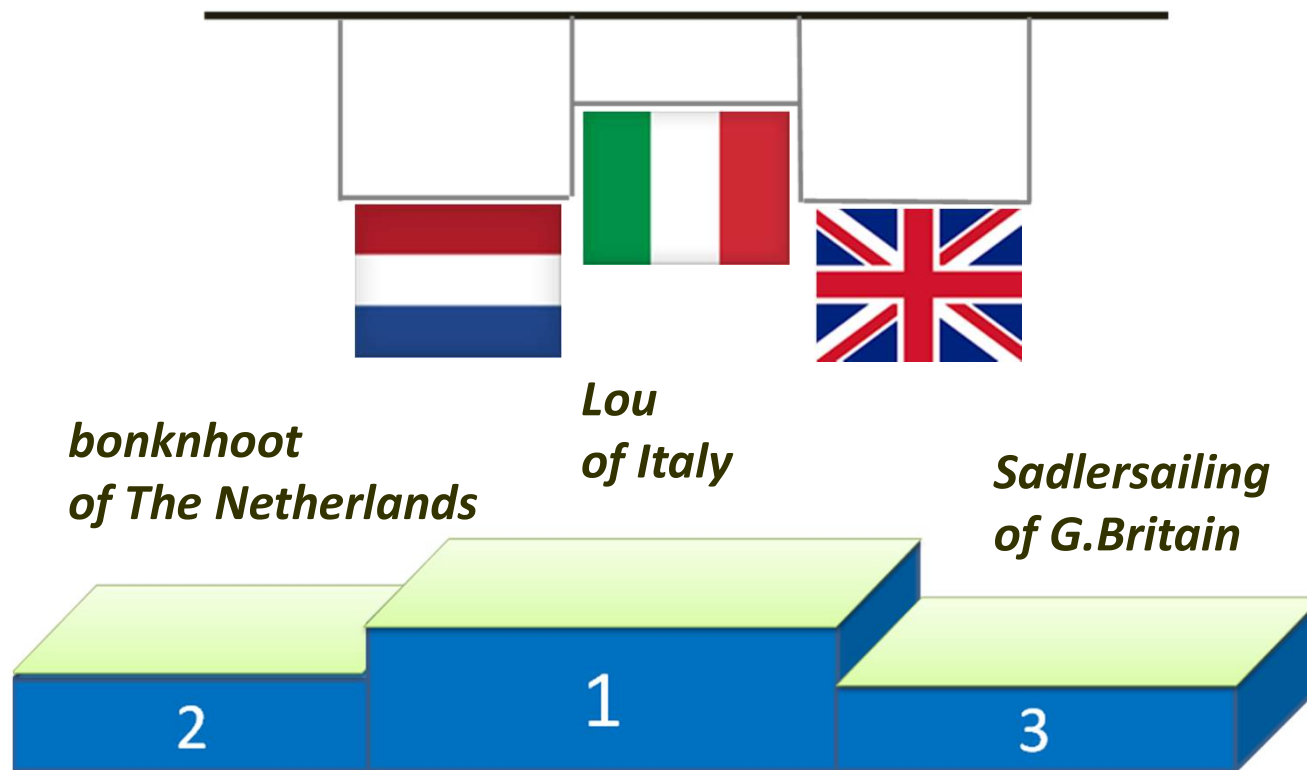 Lou
of Italy
bonknhoot
of The Netherlands
Sadlersailing
of G.Britain
2
1
3